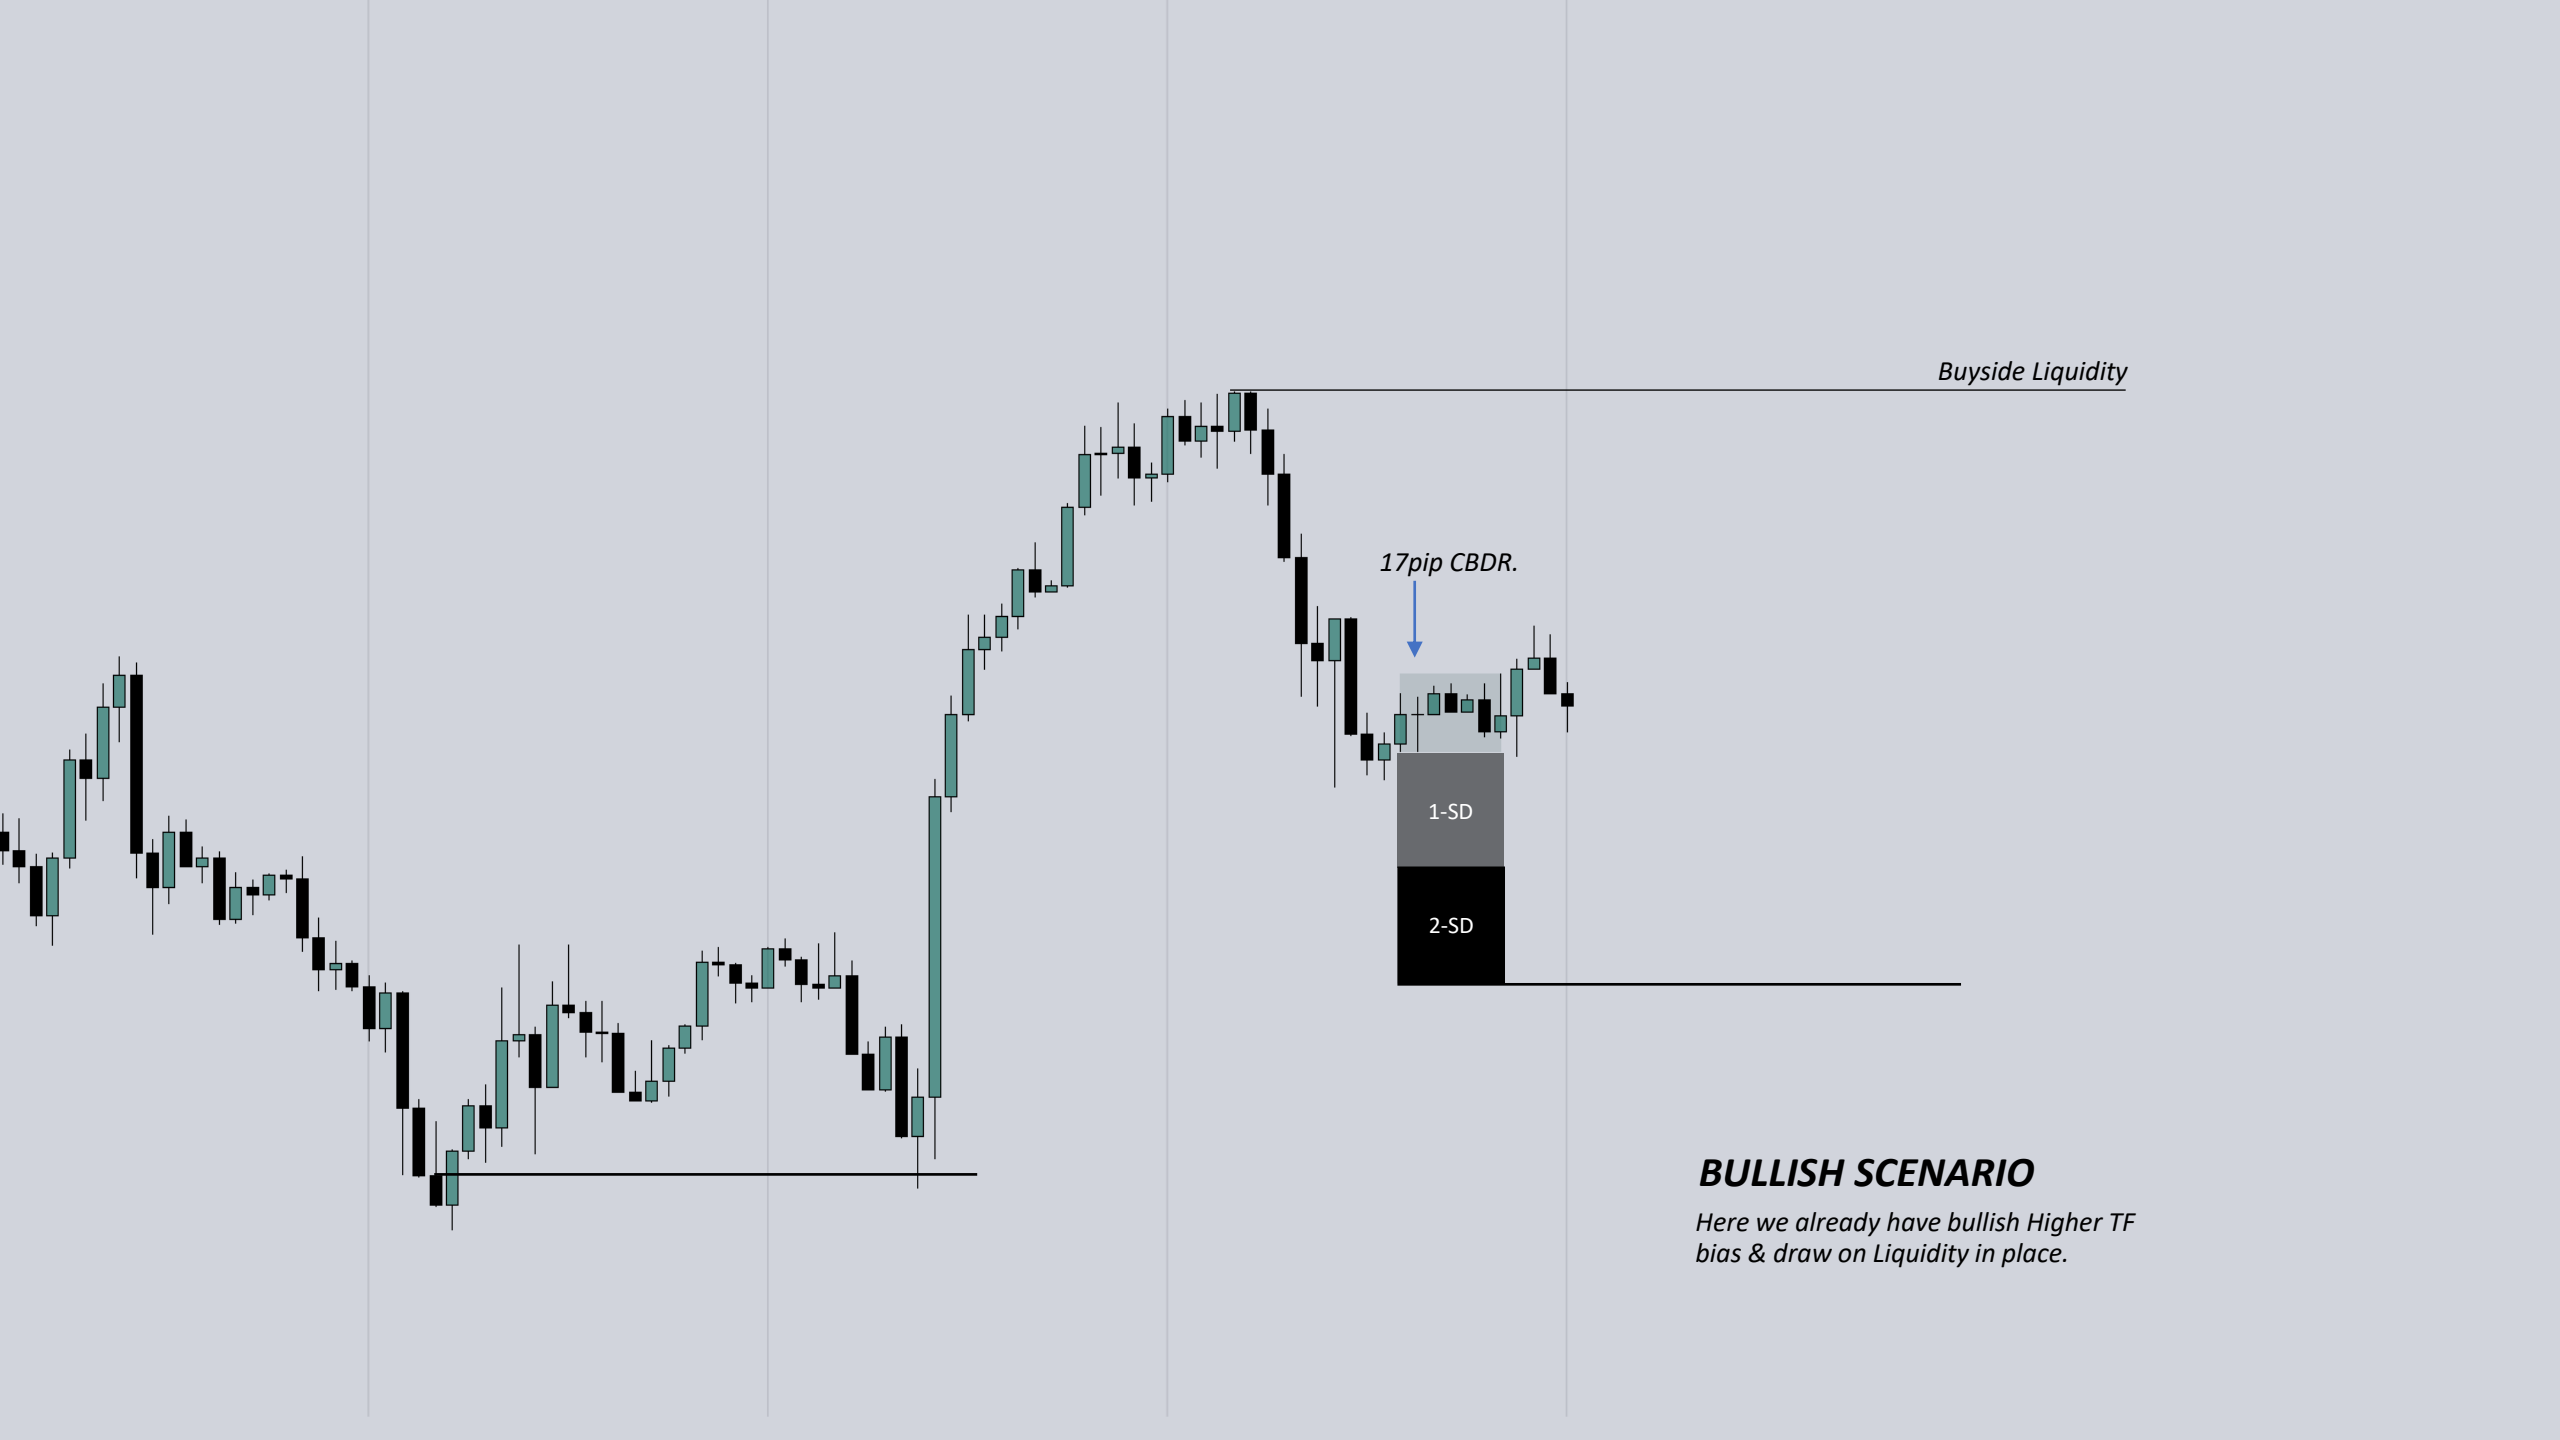 Buyside Liquidity
17pip CBDR.
1-SD
2-SD
BULLISH SCENARIO
Here we already have bullish Higher TF
bias & draw on Liquidity in place.